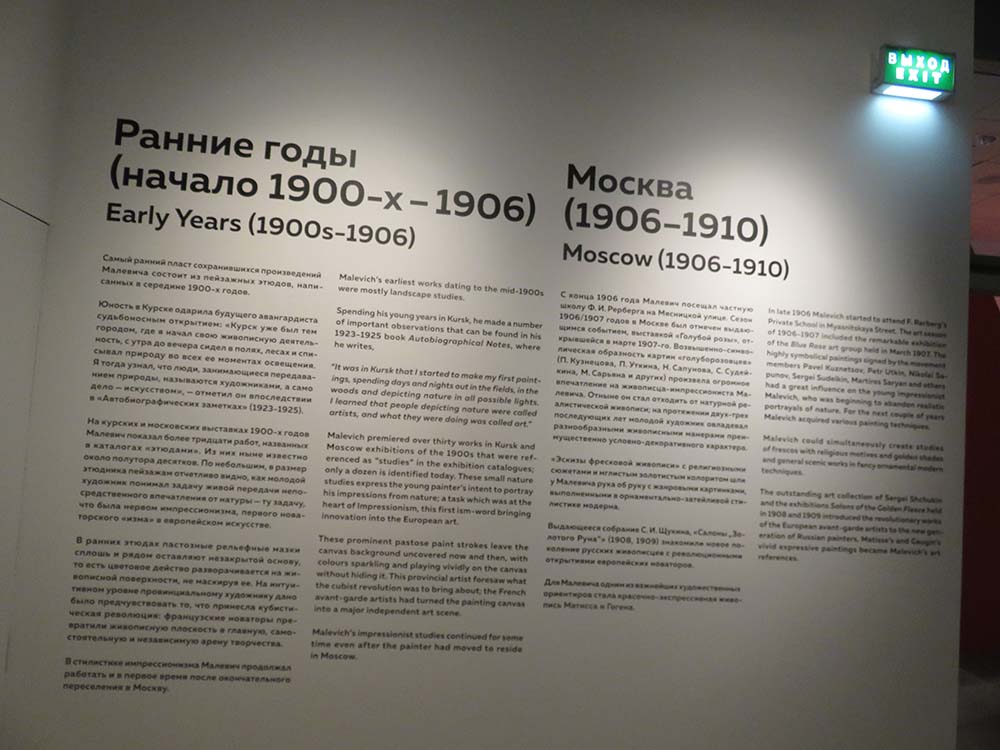 ВЫХОД
EXIT
Ранние годы
(начало 1900-х – 1906)
Early Years (1900s–1906)
Самый ранний пласт сохранившихся произведений
Малевича состоит из пейзажных этюдов, напи-
санных в середине 1900-х годов.
Юность в Курске одарила будущего авангардиста
судьбоносным открытием: «Курск уже был тем
городом, где я начал свою живописную деятель-
ность, с утра до вечера сидел в полях, лесах и спи-
сывал природу во всех ее моментах освещения.
Я тогда узнал, что люди, занимающиеся передава-
нием природы, называются художниками, а само
дело — искусством», — отметил он впоследствии
в «Автобиографических заметках» (1923–1925).
На курских и московских выставках 1900-х годов
Малевич показал более тридцати работ, названных
в каталогах «этюдами». Из них ныне известно
около полутора десятков. По небольшим, в размер
этюдника пейзажам отчетливо видно, как молодой
художник понимал задачу живой передачи непо-
средственного впечатления от натуры — ту задачу,
что была нервом импрессионизма, первого нова-
торского «изма» в европейском искусстве.
В ранних этюдах пастозные рельефные мазки
сплошь и рядом оставляют незакрытой основу,
то есть цветовое действо разворачивается на жи-
вописной поверхности, не маскируя ее. На интуи-
тивном уровне провинциальному художнику дано
было предчувствовать то, что принесла кубисти-
ческая революция: французские новаторы пре-
вратили живописную плоскость в главную, само-
стоятельную и независимую арену творчества.
В стилистике импрессионизма Малевич продолжал
работать и в первое время после окончательного
переселения в Москву.
Malevich's earliest works dating to the mid-1900s
were mostly landscape studies.
Spending his young years in Kursk, he made a number
of important observations that can be found in his
1923-1925 book Autobiographical Notes, where
he writes,
"It was in Kursk that I started to make my first paint-
ings, spending days and nights out in the fields, in the
woods and depicting nature in all possible lights.
I learned that people depicting nature were called
artists, and what they were doing was called art."
Malevich premiered over thirty works in Kursk and
Moscow exhibitions of the 1900s that were ref-
erenced as "studies" in the exhibition catalogues;
only a dozen is identified today. These small nature
studies express the young painter's intent to portray
his impressions from nature; a task which was at the
heart of Impressionism, this first ism-word bringing
innovation into the European art.
These prominent pastose paint strokes leave the
canvas background uncovered now and then, with
colours sparkling and playing vividly on the canvas
without hiding it. This provincial artist foresaw what
the cubist revolution was to bring about; the French
avant-garde artists had turned the painting canvas
into a major independent art scene.
Malevich's impressionist studies continued for some
time even after the painter had moved to reside
in Moscow.
Москва
(1906–1910)
Moscow (1906-1910)
С конца 1906 года Малевич посещал частную
школу Ф. И. Рерберга на Мясницкой улице. Сезон
1906/1907 годов в Москве был отмечен выдаю-
щимся событием, выставкой «Голубой розы», от-
крывшейся в марте 1907-го. Возвышенно-симво-
лическая образность картин «голуборозовцев»
(П. Кузнецова, П. Уткина, Н. Сапунова, С. Судей-
кина, М. Сарьяна и других) произвела огромное
впечатление на живописца-импрессиониста Ма-
левича. Отныне он стал отходить от натурной ре-
алистической живописи; на протяжении двух-трех
последующих лет молодой художник овладевал
разнообразными живописными манерами преи-
мущественно условно-декоративного характера.
«Эскизы фресковой живописи» с религиозными
сюжетами и иглистым золотистым колоритом шли
у Малевича рука об руку с жанровыми картинками,
выполненными в орнаментально-затейливой сти-
листике модерна.
Выдающееся собрание С. И. Щукина, «Салоны „Зо-
лотого Руна“» (1908, 1909) знакомили новое по-
коление русских живописцев с революционными
открытиями европейских новаторов.
Для Малевича одним из важнейших художественных
ориентиров стала красочно-экспрессивная живо-
пись Матисса и Гогена.
In late 1906 Malevich started to attend F. Rerberg's
Private School in Myasnitskaya Street. The art season
of 1906-1907 included the remarkable exhibition
of the Blue Rose art group held in March 1907. The
highly symbolical paintings signed by the movement
members Pavel Kuznetsov, Petr Utkin, Nikolai Sa-
punov, Sergei Sudeikin, Martiros Saryan and others
had a great influence on the young impressionist
Malevich, who was beginning to abandon realistic
portrayals of nature. For the next couple of years
Malevich acquired various painting techniques.
Malevich could simultaneously create studies
of frescos with religious motives and golden shades
and general scenic works in fancy ornamental modern
techniques.
The outstanding art collection of Sergei Shchukin
and the exhibitions Salons of the Golden Fleece held
in 1908 and 1909 introduced the revolutionary works
of the European avant-garde artists to the new gen-
eration of Russian painters. Matisse's and Gaugin's
vivid expressive paintings became Malevich's art
references.